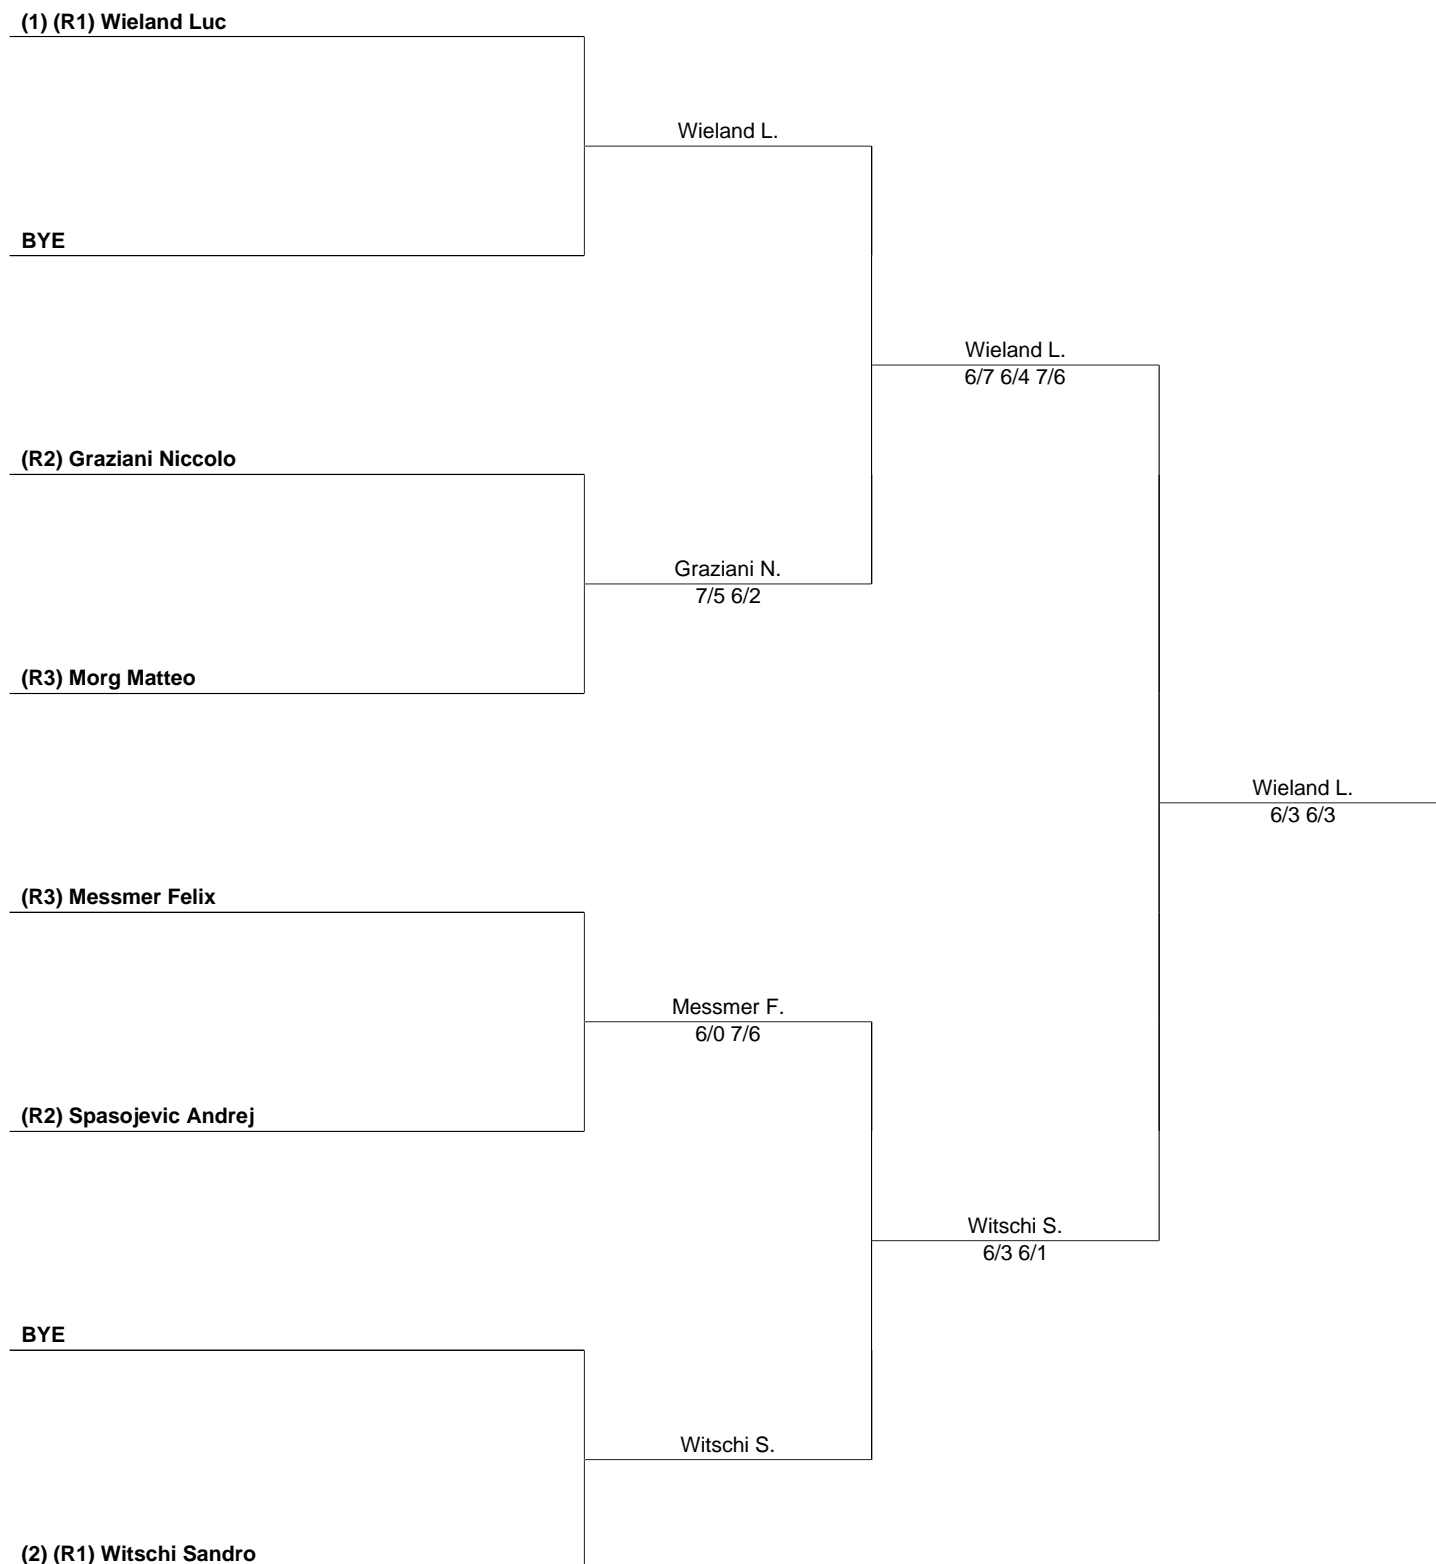 (1) (R1) Wieland Luc
Wieland L.
BYE
Wieland L.
6/7 6/4 7/6
(R2) Graziani Niccolo
Graziani N.
7/5 6/2
(R3) Morg Matteo
Wieland L.
6/3 6/3
(R3) Messmer Felix
Messmer F.
6/0 7/6
(R2) Spasojevic Andrej
Witschi S.
6/3 6/1
BYE
Witschi S.
(2) (R1) Witschi Sandro